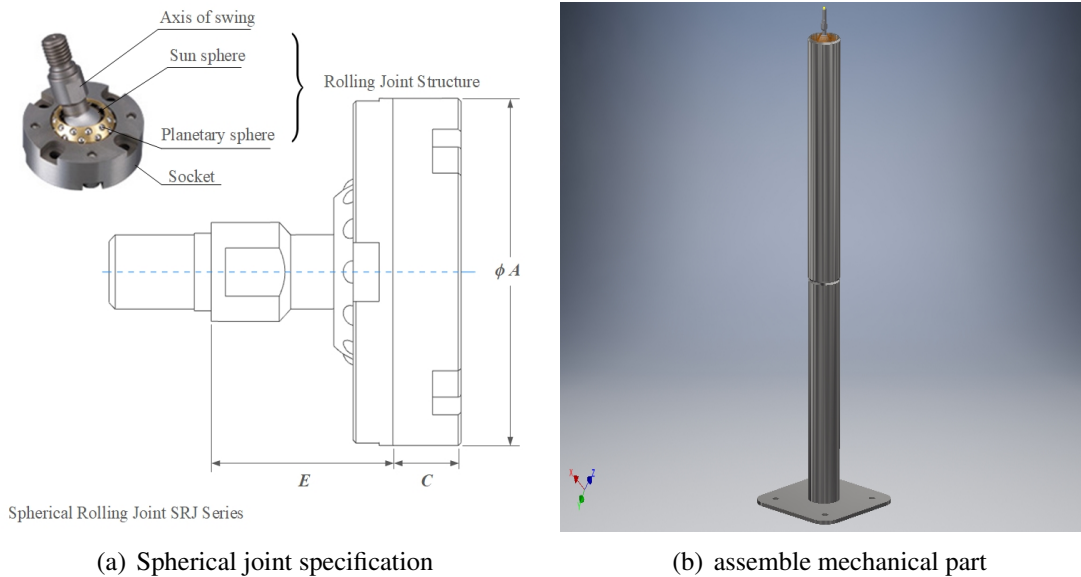 Axis of swing
Sun sphere
Rolling Joint Structure
Planetary sphere
Socket
ϕ A
E
C
Spherical Rolling Joint SRJ Series
X
Z
Y
(a) Spherical joint specification
(b) assemble mechanical part